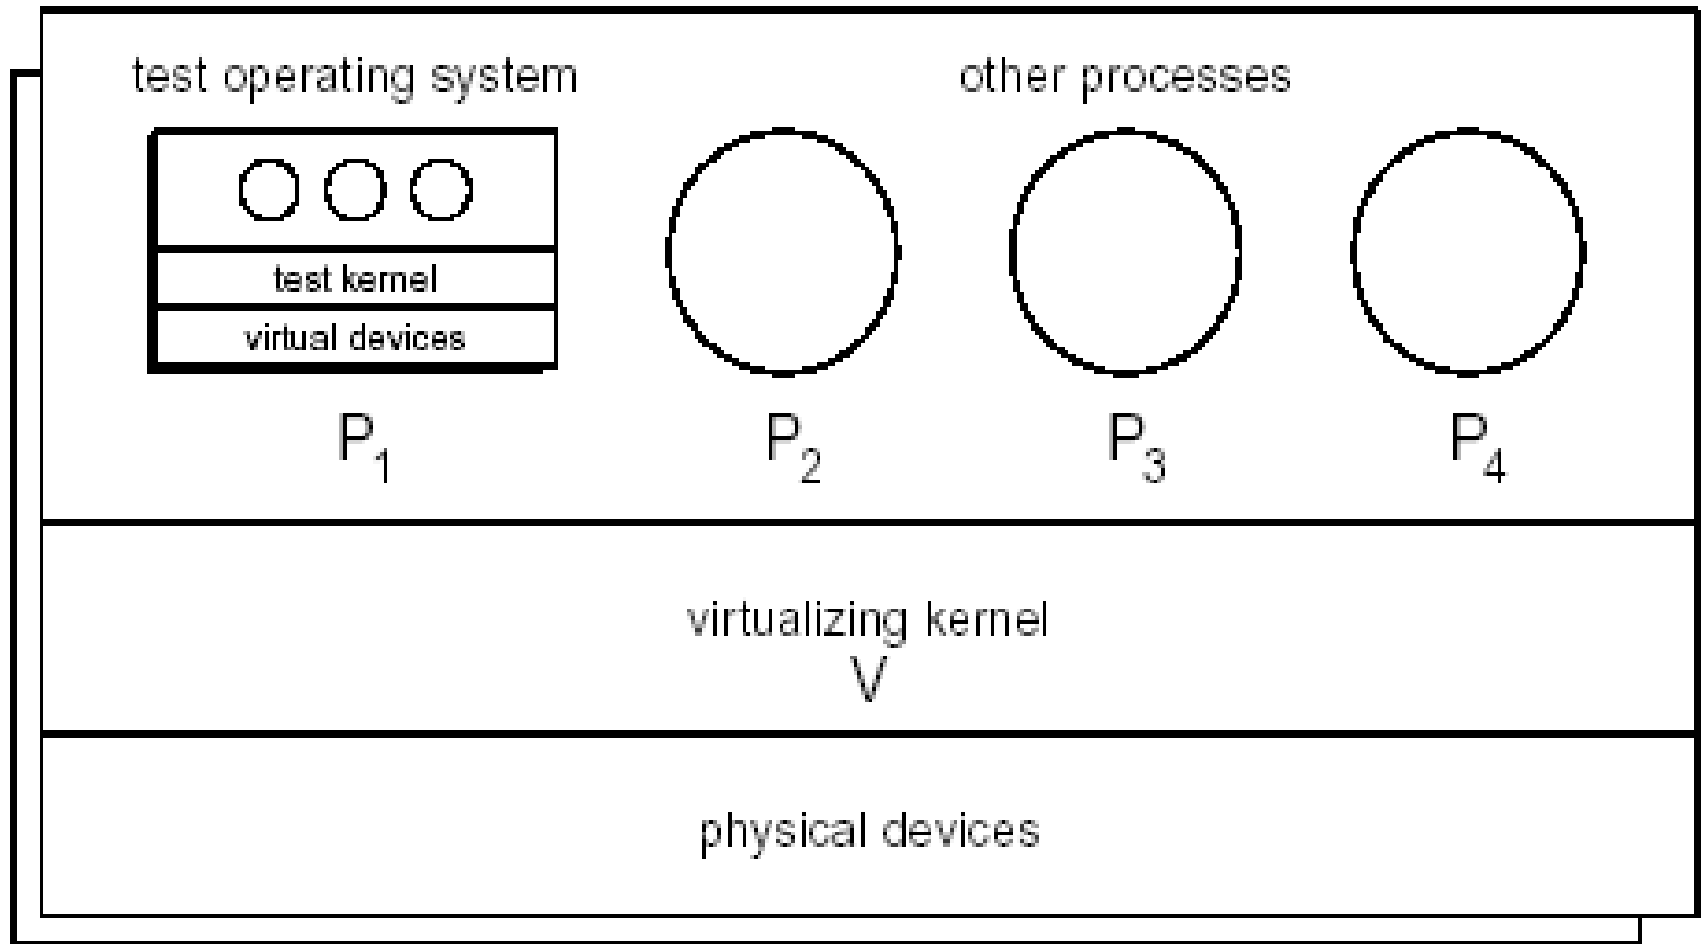 test operating system
other processes
test kernel
virtual devices
P1
P2
P3
P4
virtualizing kernel
V
physical devices